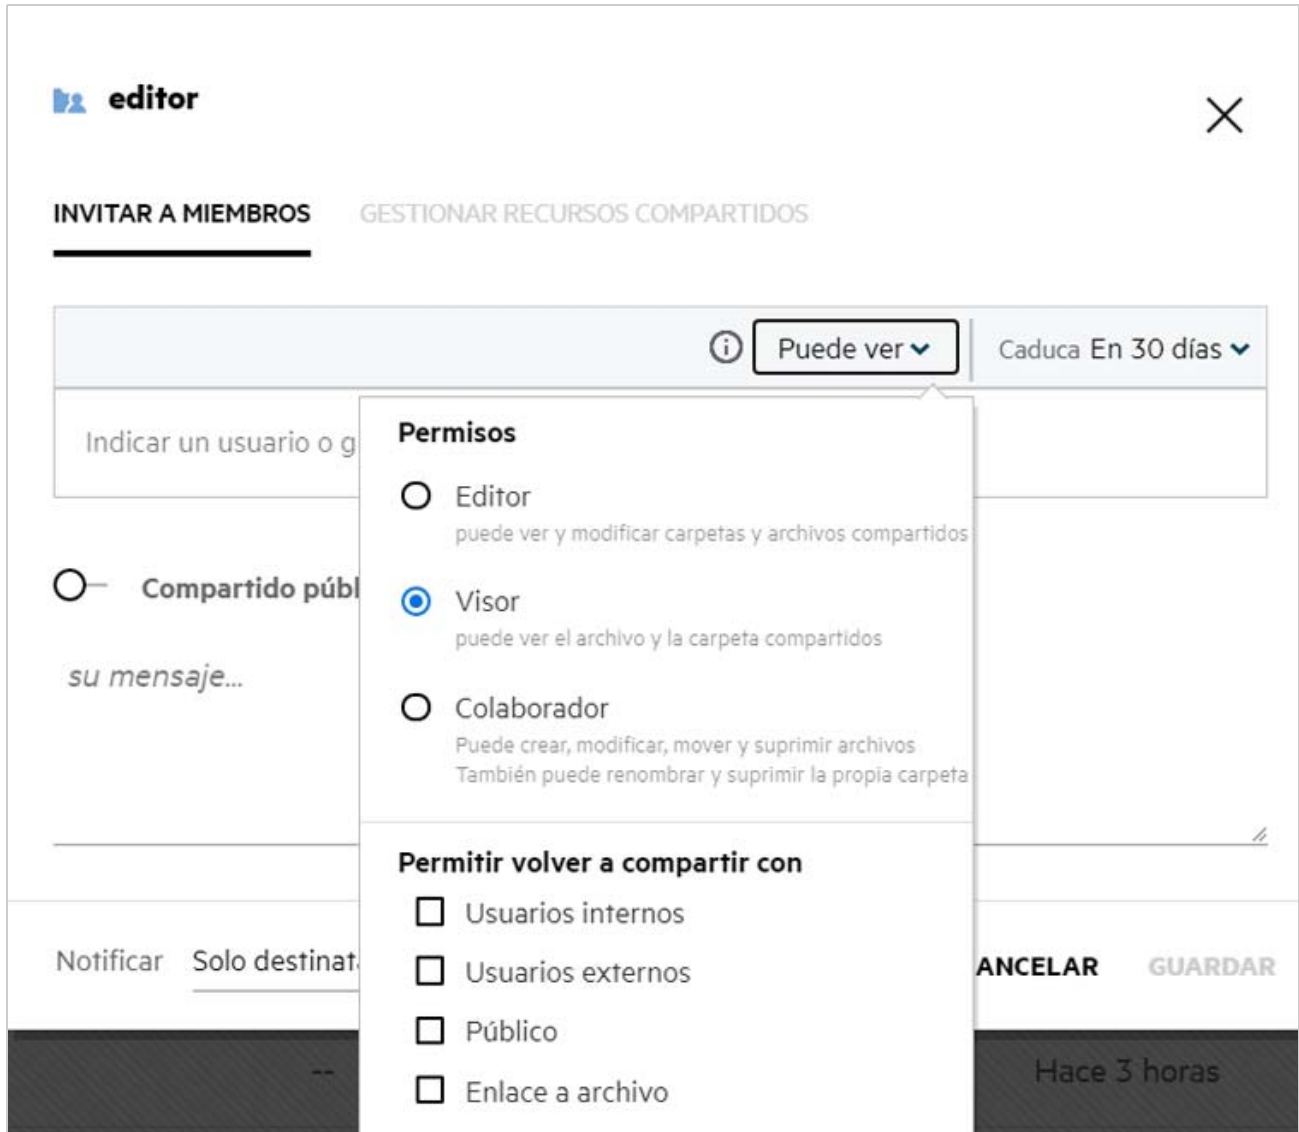 editor
INVITAR A MIEMBROS GESTIONAR RECURSOS COMPARTIDOS
Puede ver Caduca En 30 días
Indicar un usuario o g
Permisos
Editor
puede ver y modificar carpetas y archivos compartidos
Compartido públ
Visor
puede ver el archivo y la carpeta compartidos
su mensaje...
Colaborador
Puede crear, modificar, mover y suprimir archivos
También puede renombrar y suprimir la propia carpeta
Permitir volver a compartir con
Usuarios internos
Notificar Solo destinat
Usuarios externos
ANCELAR GUARDAR
Público
-- Hace 3 horas
Enlace a archivo